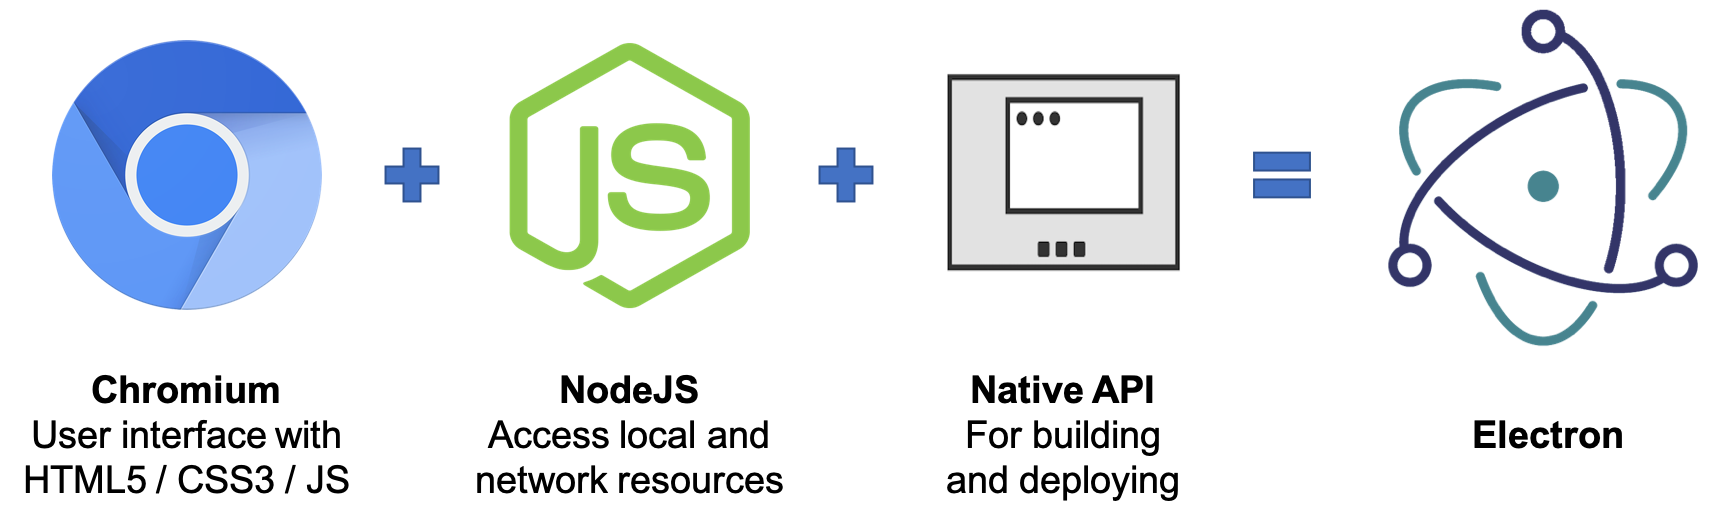 JS
Chromium
User interface with
HTML5 / CSS3 / JS
NodeJS
Access local and
network resources
Native API
For building
and deploying
Electron